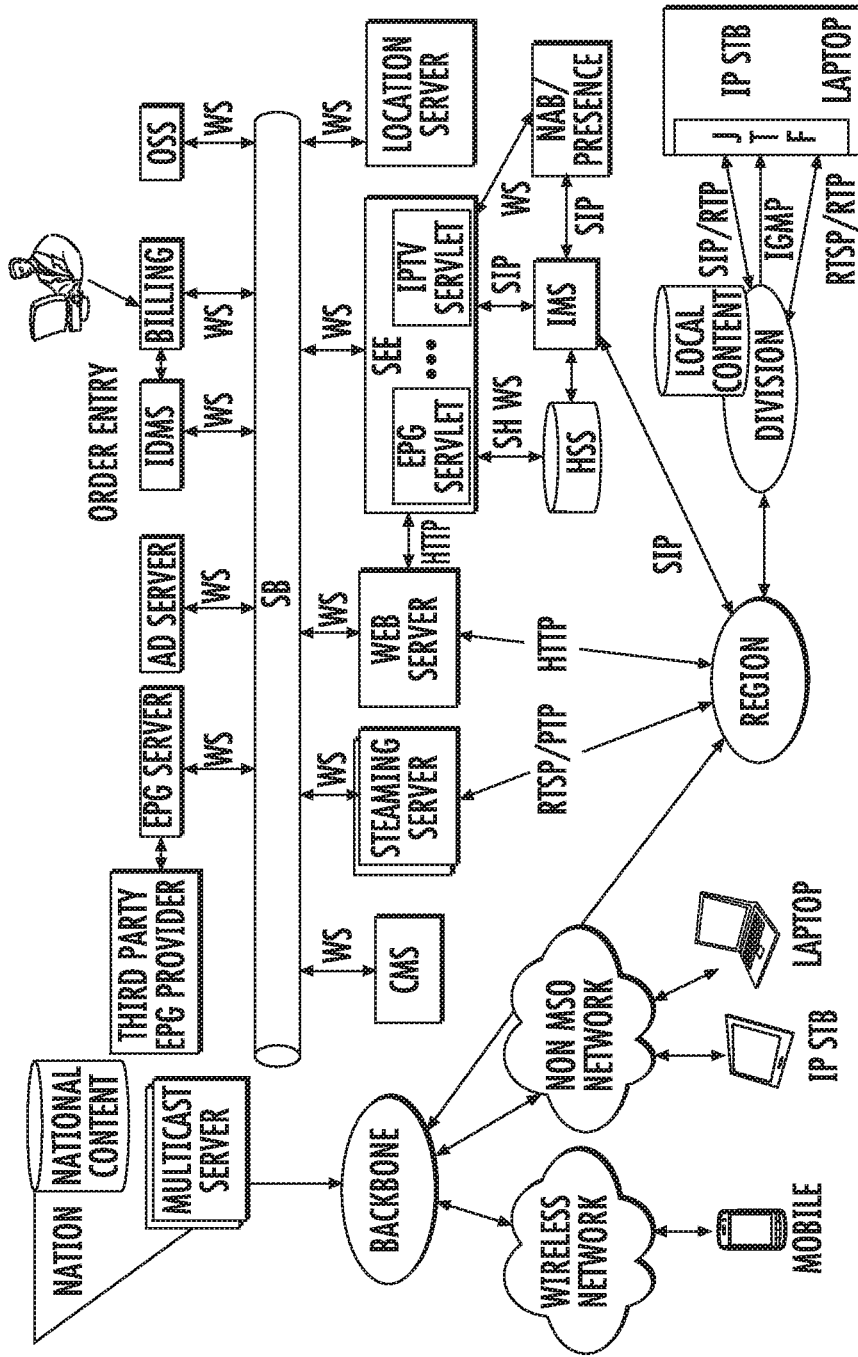 ORDER ENTRY
THIRD PARTY
EPG PROVIDER
EPG SERVER
AD SERVER
IDMS
BILLING
OSS
WS
WS
WS
WS
WS
NATION
NATIONAL
CONTENT
MULTICAST
SERVER
SB
WS
WS
WS
WS
WS
CMS
STEAMING
SERVER
WEB
SERVER
HTTP
SEE
EPG
SERVLET
IPTV
SERVLET
LOCATION
SERVER
SH WS
SIP
WS
HSS
IMS
SIP
NAB/
PRESENCE
BACKBONE
RTSP/PTP
HTTP
SIP
WIRELESS
NETWORK
NON MSO
NETWORK
REGION
LOCAL
CONTENT
DIVISION
SIP/RTP
IGMP
RTSP/RTP
J
T
F
IP STB
LAPTOP
MOBILE
IP STB
LAPTOP